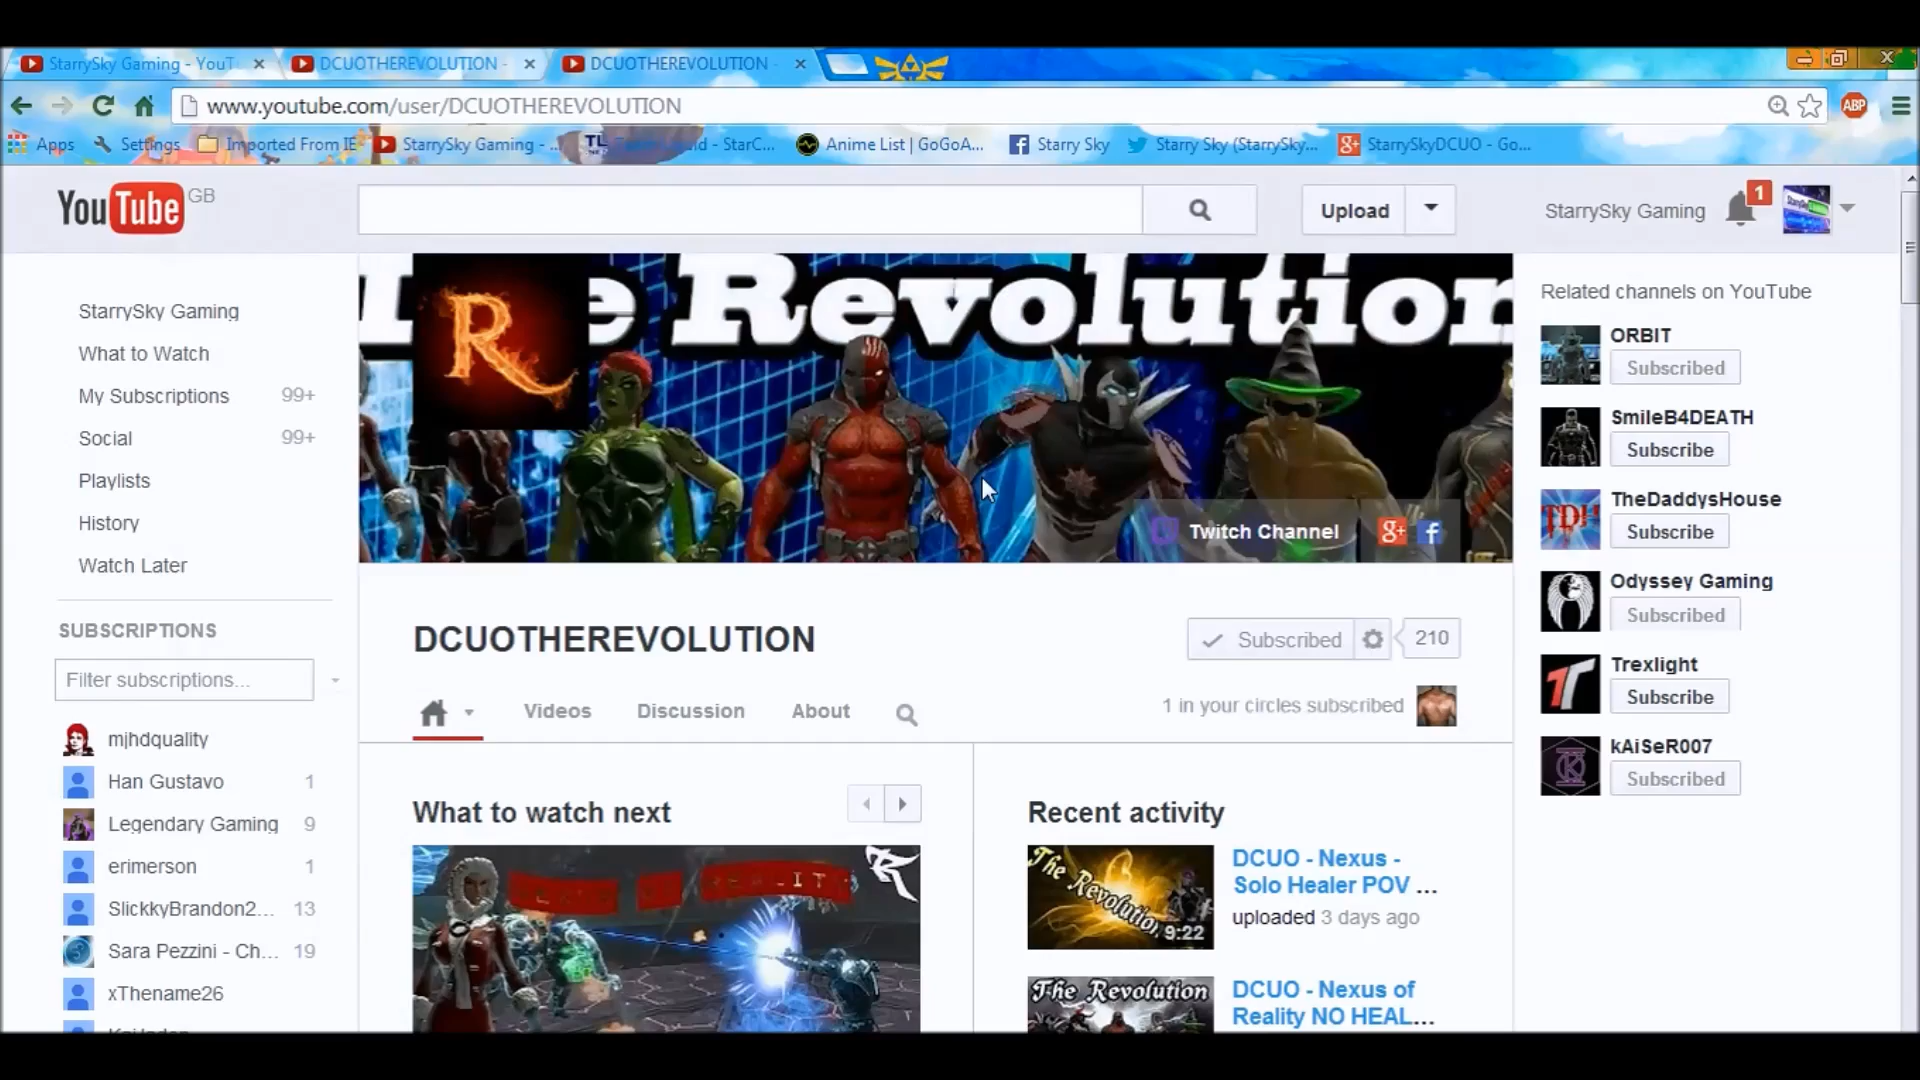 StarrySky Gaming - YouT
DCUOTHEREVOLUTION -
DCUOTHEREVOLUTION -
www.youtube.com/user/DCUOTHEREVOLUTION
ABP
Apps
Settings
Imported From IE
StarrySky Gaming - ...
TL
d - StarC...
Anime List | GoGoA...
Starry Sky
Starry Sky (StarrySky...
StarrySkyDCUO - Go...
YouTube GB
Upload
StarrySky Gaming
1
StarrySky Gaming
What to Watch
My Subscriptions 99+
Social 99+
Playlists
History
Watch Later
SUBSCRIPTIONS
Filter subscriptions...
mjhdquality
Han Gustavo 1
Legendary Gaming 9
erimerson 1
SlickkyBrandon2... 13
Sara Pezzini - Ch... 19
xThename26
e Revolution
R
Twitch Channel
DCUOTHEREVOLUTION
Subscribed
210
Videos
Discussion
About
1 in your circles subscribed
What to watch next
Recent activity
The Revolution
9:22
DCUO - Nexus -
Solo Healer POV ...
uploaded 3 days ago
The Revolution
DCUO - Nexus of
Reality NO HEAL...
Related channels on YouTube
ORBIT
Subscribed
SmileB4DEATH
Subscribe
TDH
TheDaddysHouse
Subscribe
Odyssey Gaming
Subscribed
Trexlight
Subscribe
kAiSeR007
Subscribed